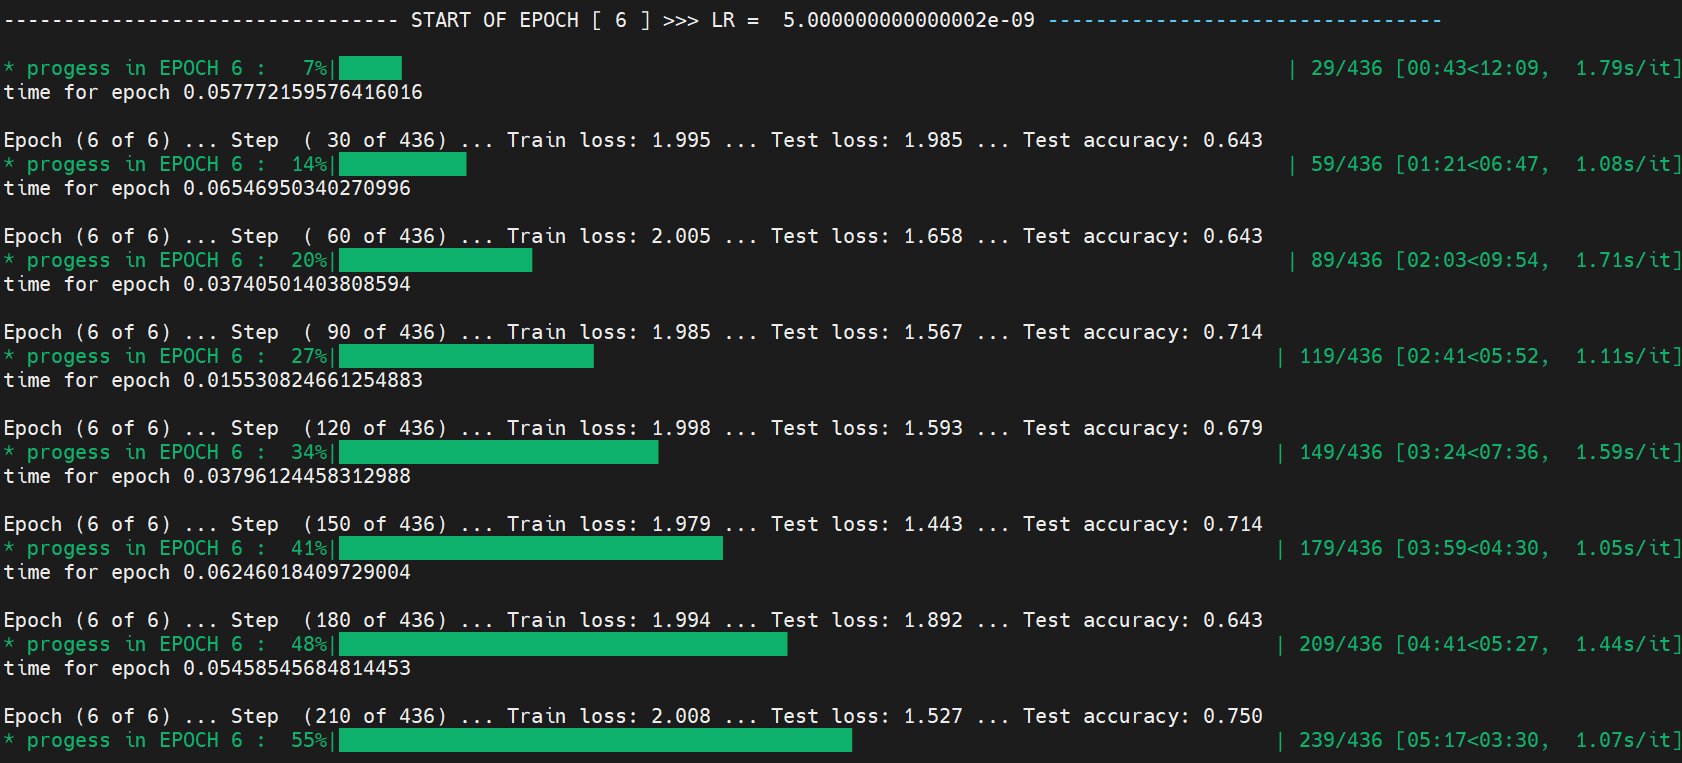 --------------------------------- START OF EPOCH [ 6 ] >>> LR =  5.000000000000002e-09 ---------------------------------
* progess in EPOCH 6 :   7%| | 29/436 [00:43<12:09,  1.79s/it]
time for epoch 0.057772159576416016
Epoch (6 of 6) ... Step  ( 30 of 436) ... Train loss: 1.995 ... Test loss: 1.985 ... Test accuracy: 0.643
* progess in EPOCH 6 :  14%| | 59/436 [01:21<06:47,  1.08s/it]
time for epoch 0.06546950340270996
Epoch (6 of 6) ... Step  ( 60 of 436) ... Train loss: 2.005 ... Test loss: 1.658 ... Test accuracy: 0.643
* progess in EPOCH 6 :  20%| | 89/436 [02:03<09:54,  1.71s/it]
time for epoch 0.03740501403808594
Epoch (6 of 6) ... Step  ( 90 of 436) ... Train loss: 1.985 ... Test loss: 1.567 ... Test accuracy: 0.714
* progess in EPOCH 6 :  27%| | 119/436 [02:41<05:52,  1.11s/it]
time for epoch 0.015530824661254883
Epoch (6 of 6) ... Step  (120 of 436) ... Train loss: 1.998 ... Test loss: 1.593 ... Test accuracy: 0.679
* progess in EPOCH 6 :  34%| | 149/436 [03:24<07:36,  1.59s/it]
time for epoch 0.03796124458312988
Epoch (6 of 6) ... Step  (150 of 436) ... Train loss: 1.979 ... Test loss: 1.443 ... Test accuracy: 0.714
* progess in EPOCH 6 :  41%| | 179/436 [03:59<04:30,  1.05s/it]
time for epoch 0.06246018409729004
Epoch (6 of 6) ... Step  (180 of 436) ... Train loss: 1.994 ... Test loss: 1.892 ... Test accuracy: 0.643
* progess in EPOCH 6 :  48%| | 209/436 [04:41<05:27,  1.44s/it]
time for epoch 0.05458545684814453
Epoch (6 of 6) ... Step  (210 of 436) ... Train loss: 2.008 ... Test loss: 1.527 ... Test accuracy: 0.750
* progess in EPOCH 6 :  55%| | 239/436 [05:17<03:30,  1.07s/it]